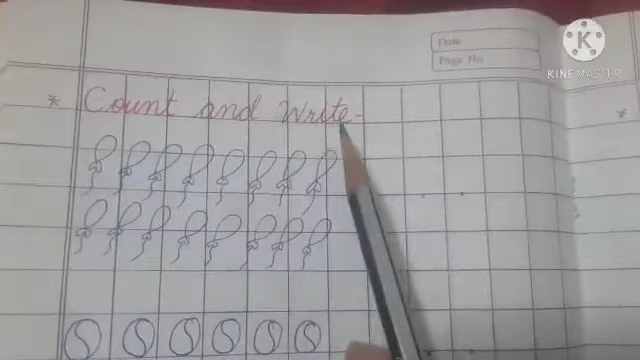 Date
Page No
K
KINEMASTER
* Count and Write- *